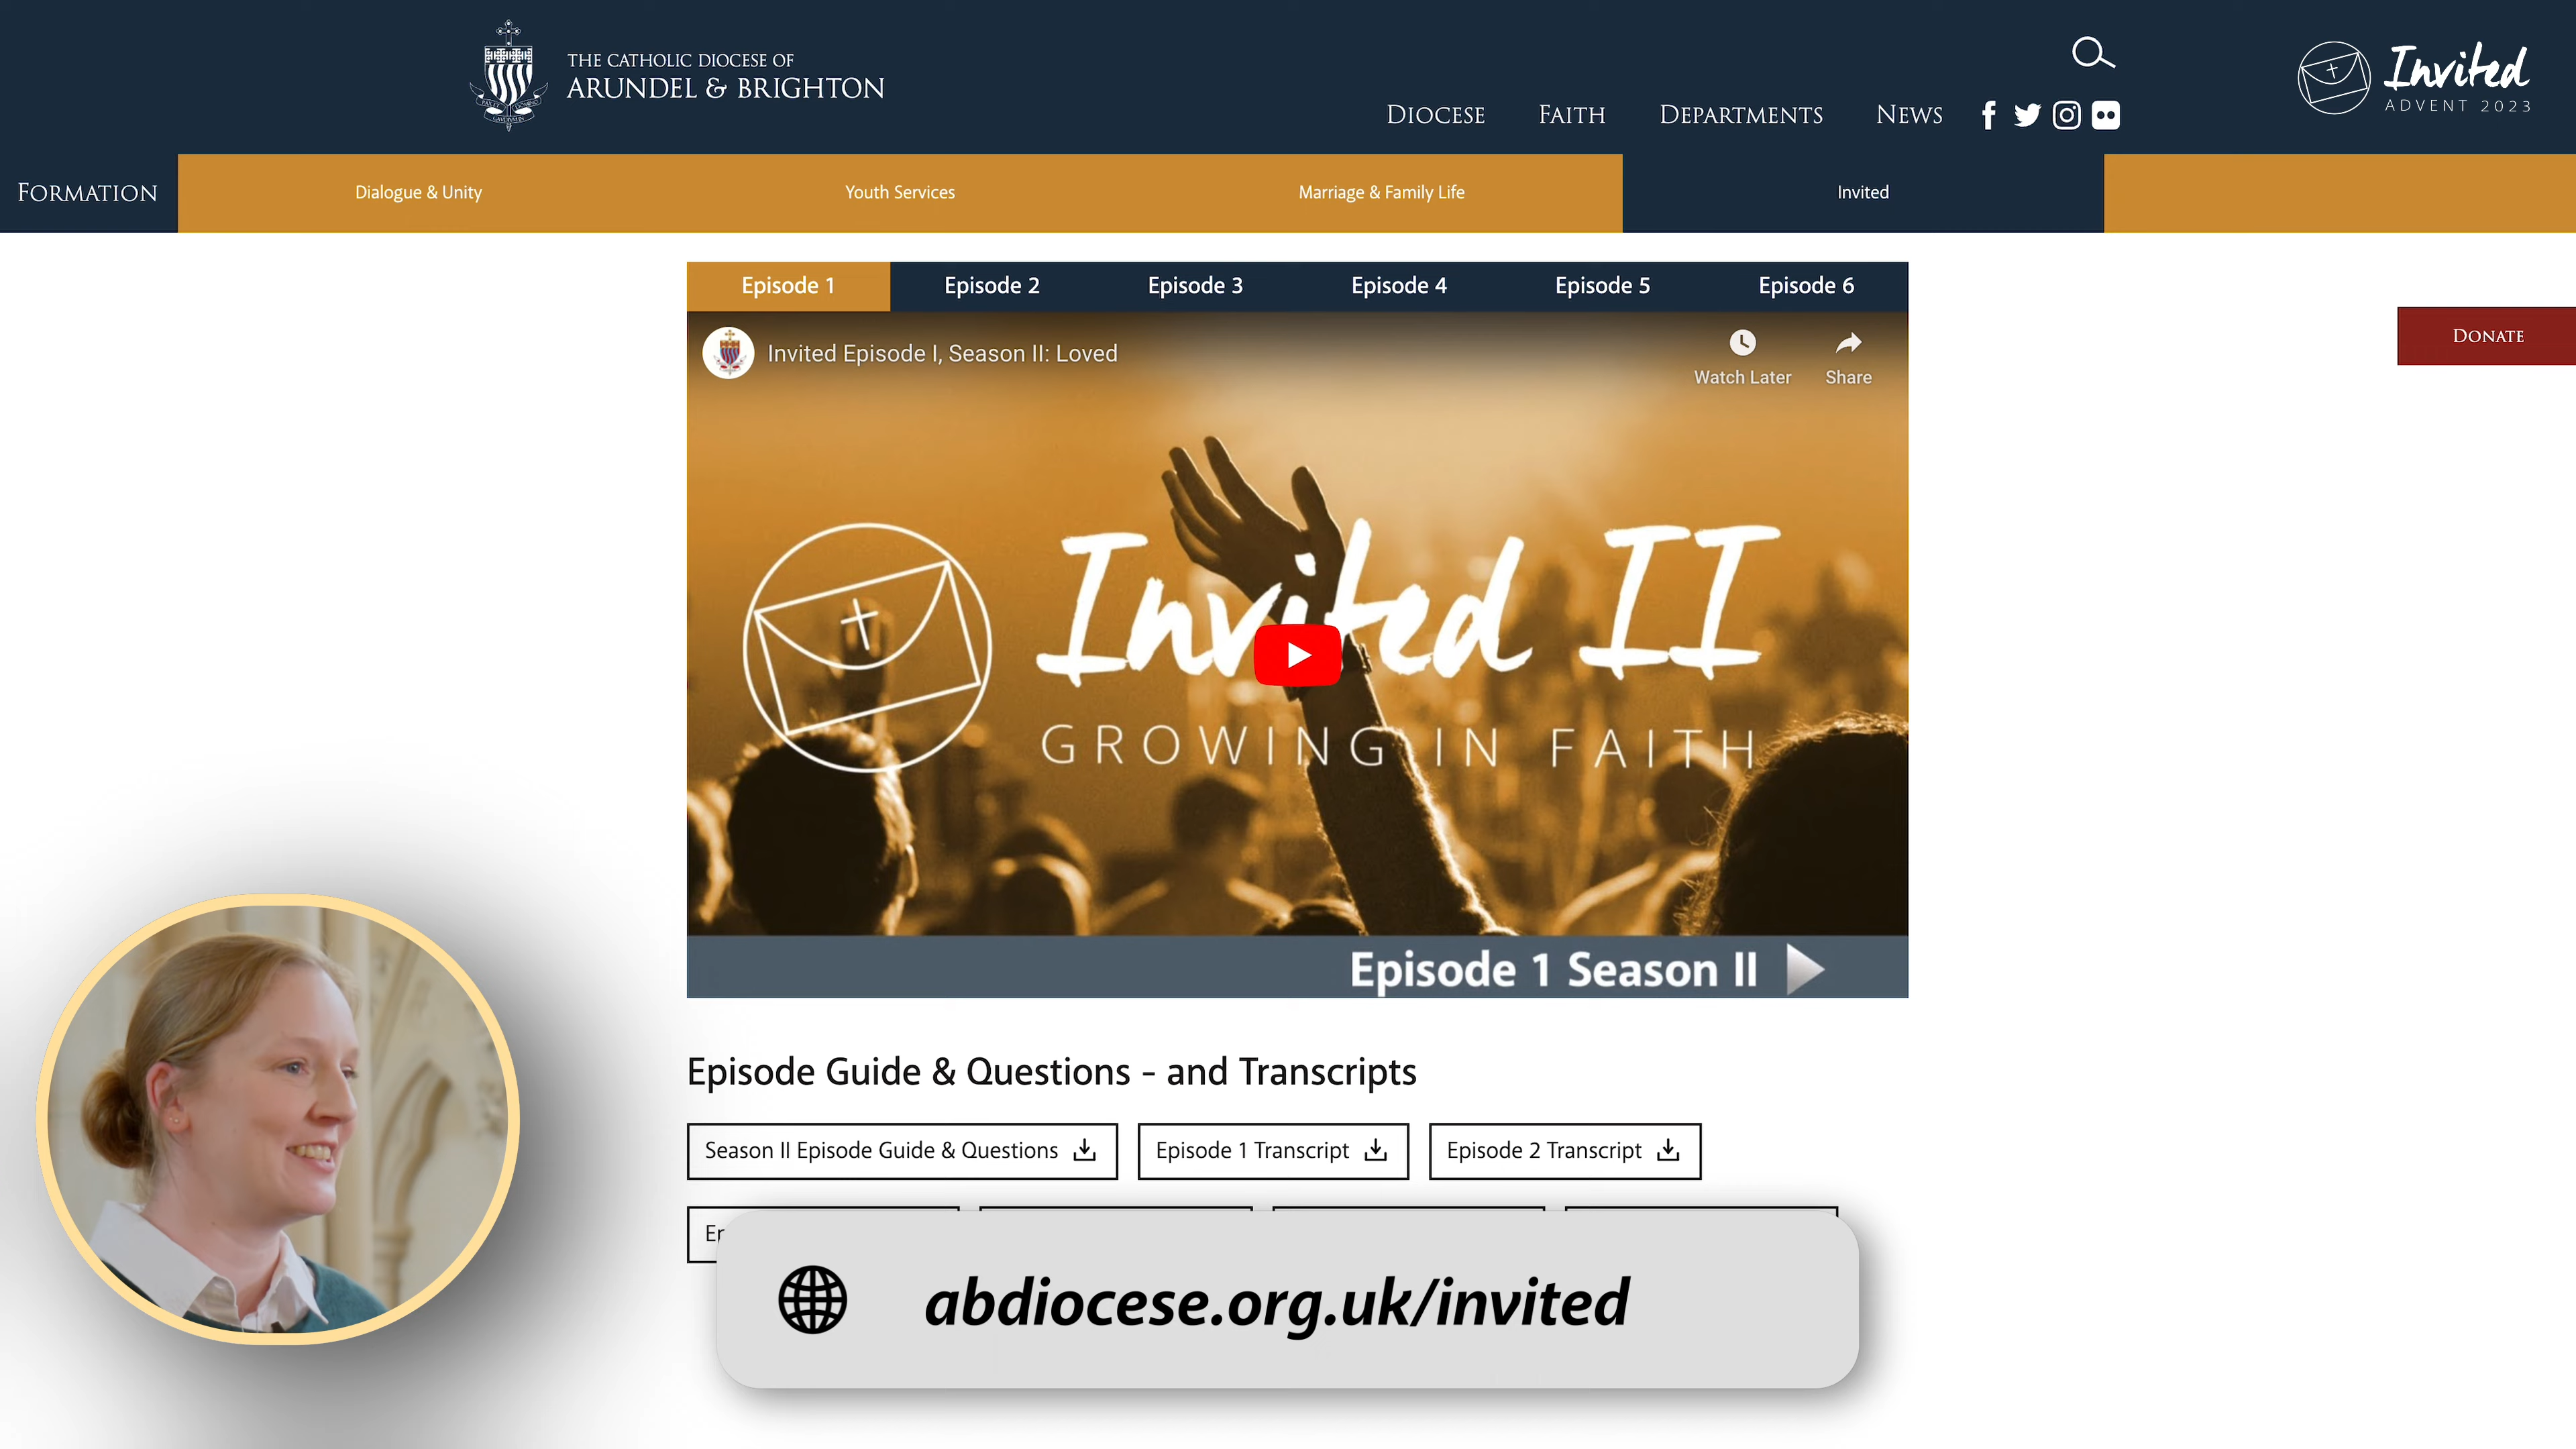 THE CATHOLIC DIOCESE OF
ARUNDEL & BRIGHTON
DIOCESE FAITH DEPARTMENTS NEWS
Invited
ADVENT 2023
FORMATION
Dialogue & Unity
Youth Services
Marriage & Family Life
Invited
Episode 1
Episode 2
Episode 3
Episode 4
Episode 5
Episode 6
DONATE
Invited Episode I, Season II: Loved
Watch Later
Share
Invited II
GROWING IN FAITH
Episode 1 Season II
Episode Guide & Questions - and Transcripts
Season II Episode Guide & Questions
Episode 1 Transcript
Episode 2 Transcript
abdiocese.org.uk/invited